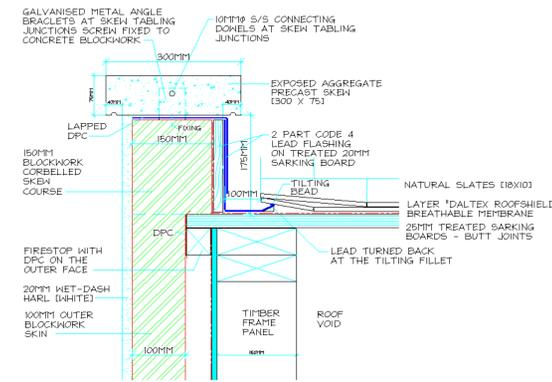 GALVANISED METAL ANGLE
BRACLETS AT SKEW TABLING
JUNCTIONS SCREW FIXED TO
CONCRETE BLOCKWORK
10MMØ S/S CONNECTING
DOWELS AT SKEW TABLING
JUNCTIONS
300MM
75MM
40MM
40MM
EXPOSED AGGREGATE
PRECAST SKEW
[300 X 75]
LAPPED
DPC
FIXING
150MM
175MM
2 PART CODE 4
LEAD FLASHING
ON TREATED 20MM
SARKING BOARD
150MM
BLOCKWORK
CORBELLED
SKEW
COURSE
100MM
TILTING
BEAD
NATURAL SLATES [18X10]
LAYER "DALTEX ROOFSHIELD
BREATHABLE MEMBRANE
25MM TREATED SARKING
BOARDS - BUTT JOINTS
DPC
LEAD TURNED BACK
AT THE TILTING FILLET
FIRESTOP WITH
DPC ON THE
OUTER FACE
20MM WET-DASH
HARL [WHITE]
100MM OUTER
BLOCKWORK
SKIN
TIMBER
FRAME
PANEL
ROOF
VOID
100MM